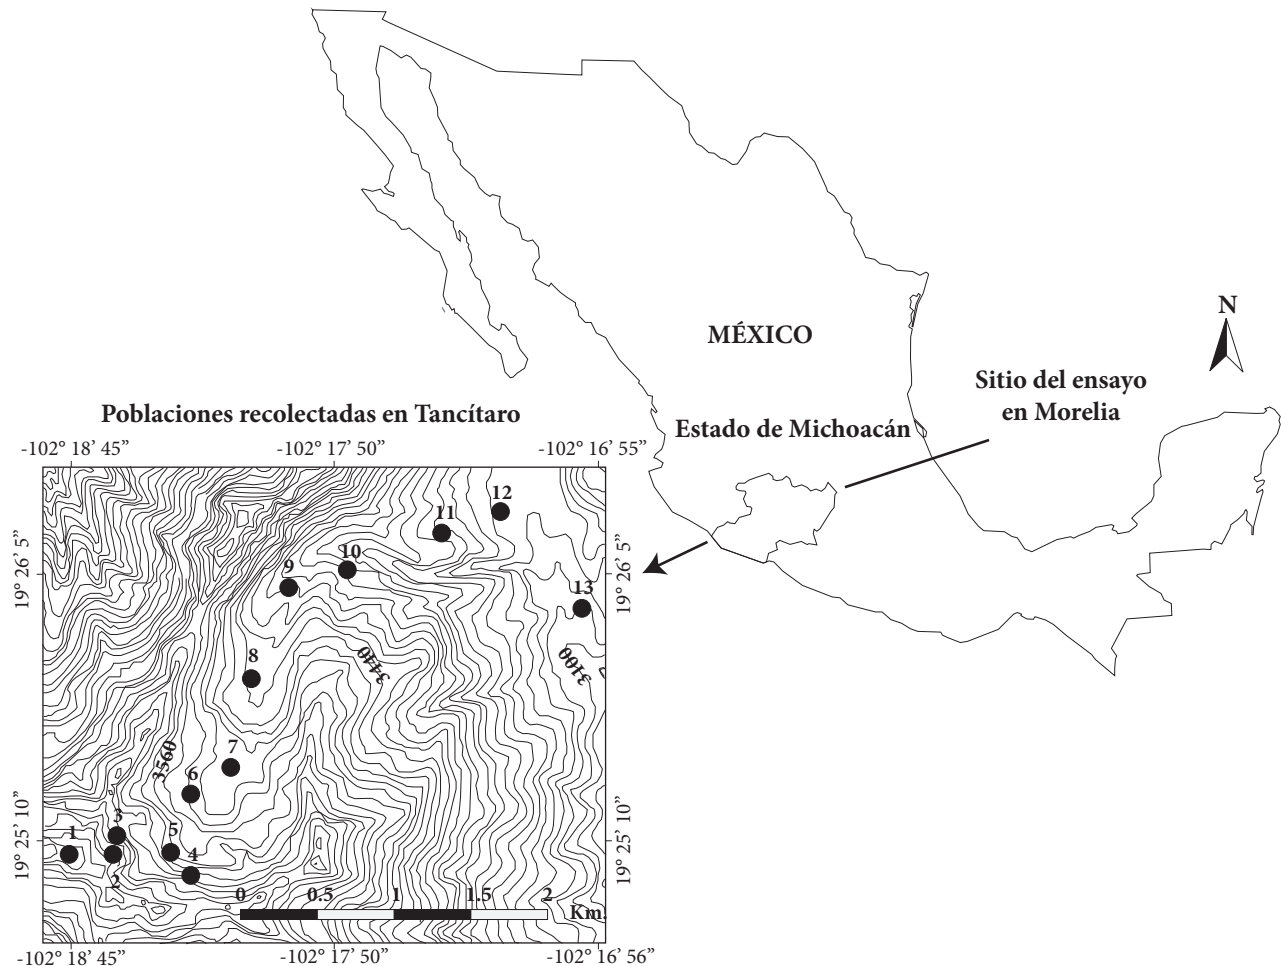 N
MÉXICO
Sitio del ensayo
en Morelia
Estado de Michoacán
Poblaciones recolectadas en Tancítaro
-102° 18’ 45”
-102° 17’ 50”
-102° 16’ 55”
19° 26’ 5”
19° 26’ 5”
19° 25’ 10”
19° 25’ 10”
12
11
10
9
13
8
3440
3100
7
3560
6
3
5
1
4
2
0 0.5 1 1.5 2
Km.
-102° 18’ 45”
-102° 17’ 50”
-102° 16’ 56”